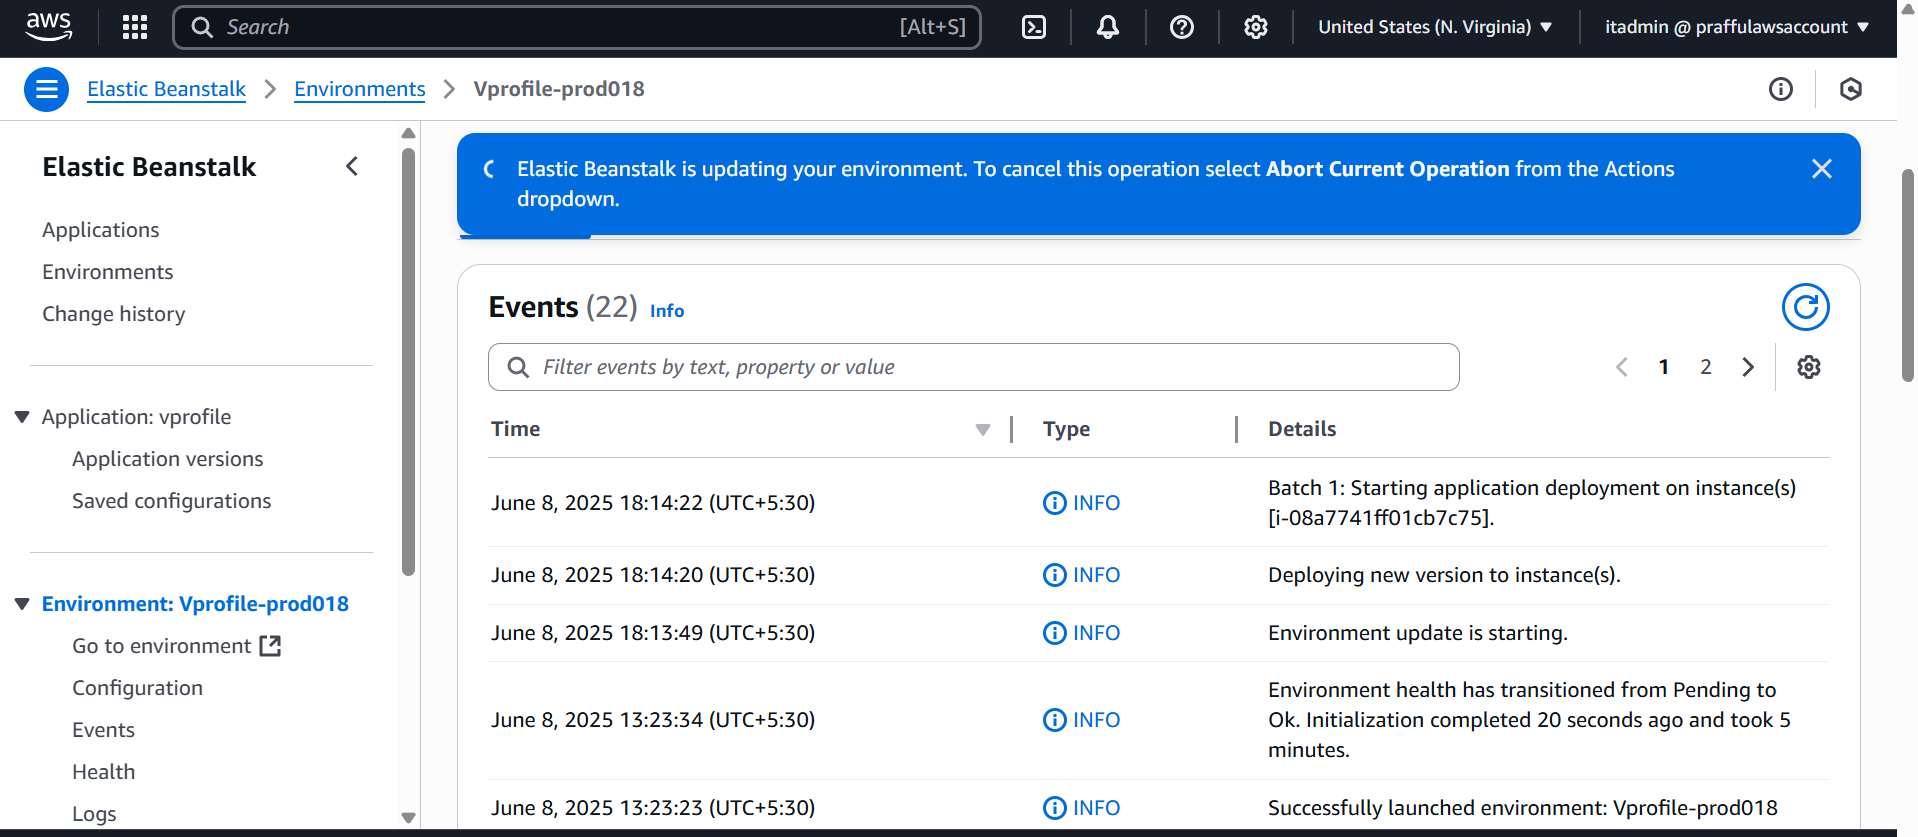 aws
Search
[Alt+S]
United States (N. Virginia)
itadmin @ praffulawsaccount
Elastic Beanstalk
Environments
Vprofile-prod018
Elastic Beanstalk
Applications
Environments
Change history
Application: vprofile
Application versions
Saved configurations
Environment: Vprofile-prod018
Go to environment
Configuration
Events
Health
Logs
Elastic Beanstalk is updating your environment. To cancel this operation select Abort Current Operation from the Actions
dropdown.
Events (22) Info
Filter events by text, property or value
1 2
Time Type Details
June 8, 2025 18:14:22 (UTC+5:30) INFO Batch 1: Starting application deployment on instance(s)
[i-08a7741ff01cb7c75].
June 8, 2025 18:14:20 (UTC+5:30) INFO Deploying new version to instance(s).
June 8, 2025 18:13:49 (UTC+5:30) INFO Environment update is starting.
June 8, 2025 13:23:34 (UTC+5:30) INFO Environment health has transitioned from Pending to
Ok. Initialization completed 20 seconds ago and took 5
minutes.
June 8, 2025 13:23:23 (UTC+5:30) INFO Successfully launched environment: Vprofile-prod018